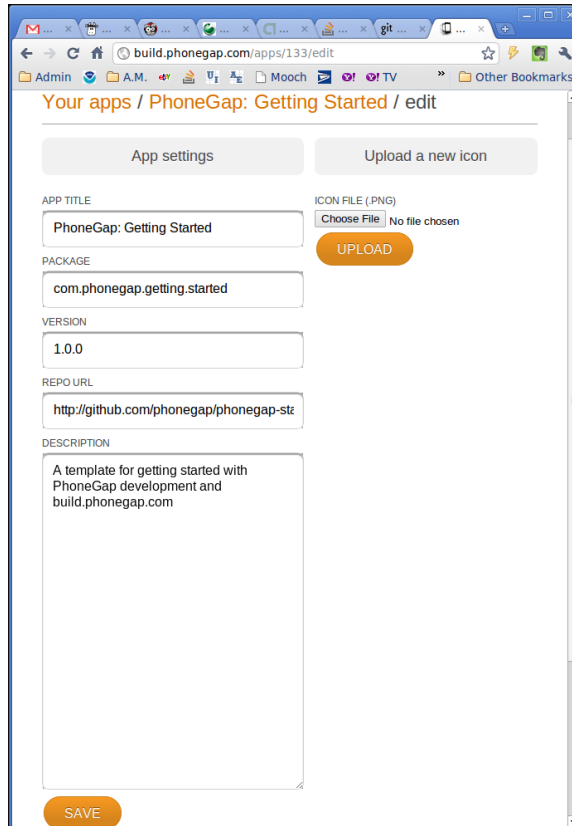 M ...
...
...
...
...
...
git ...
...
build.phonegap.com/apps/133/edit
Admin
A.M.
Mooch
TV
»
Other Bookmarks
Your apps / PhoneGap: Getting Started / edit
App settings
Upload a new icon
APP TITLE
PhoneGap: Getting Started
ICON FILE (.PNG)
Choose File No file chosen
UPLOAD
PACKAGE
com.phonegap.getting.started
VERSION
1.0.0
REPO URL
http://github.com/phonegap/phonegap-sta
DESCRIPTION
A template for getting started with
PhoneGap development and
build.phonegap.com
SAVE